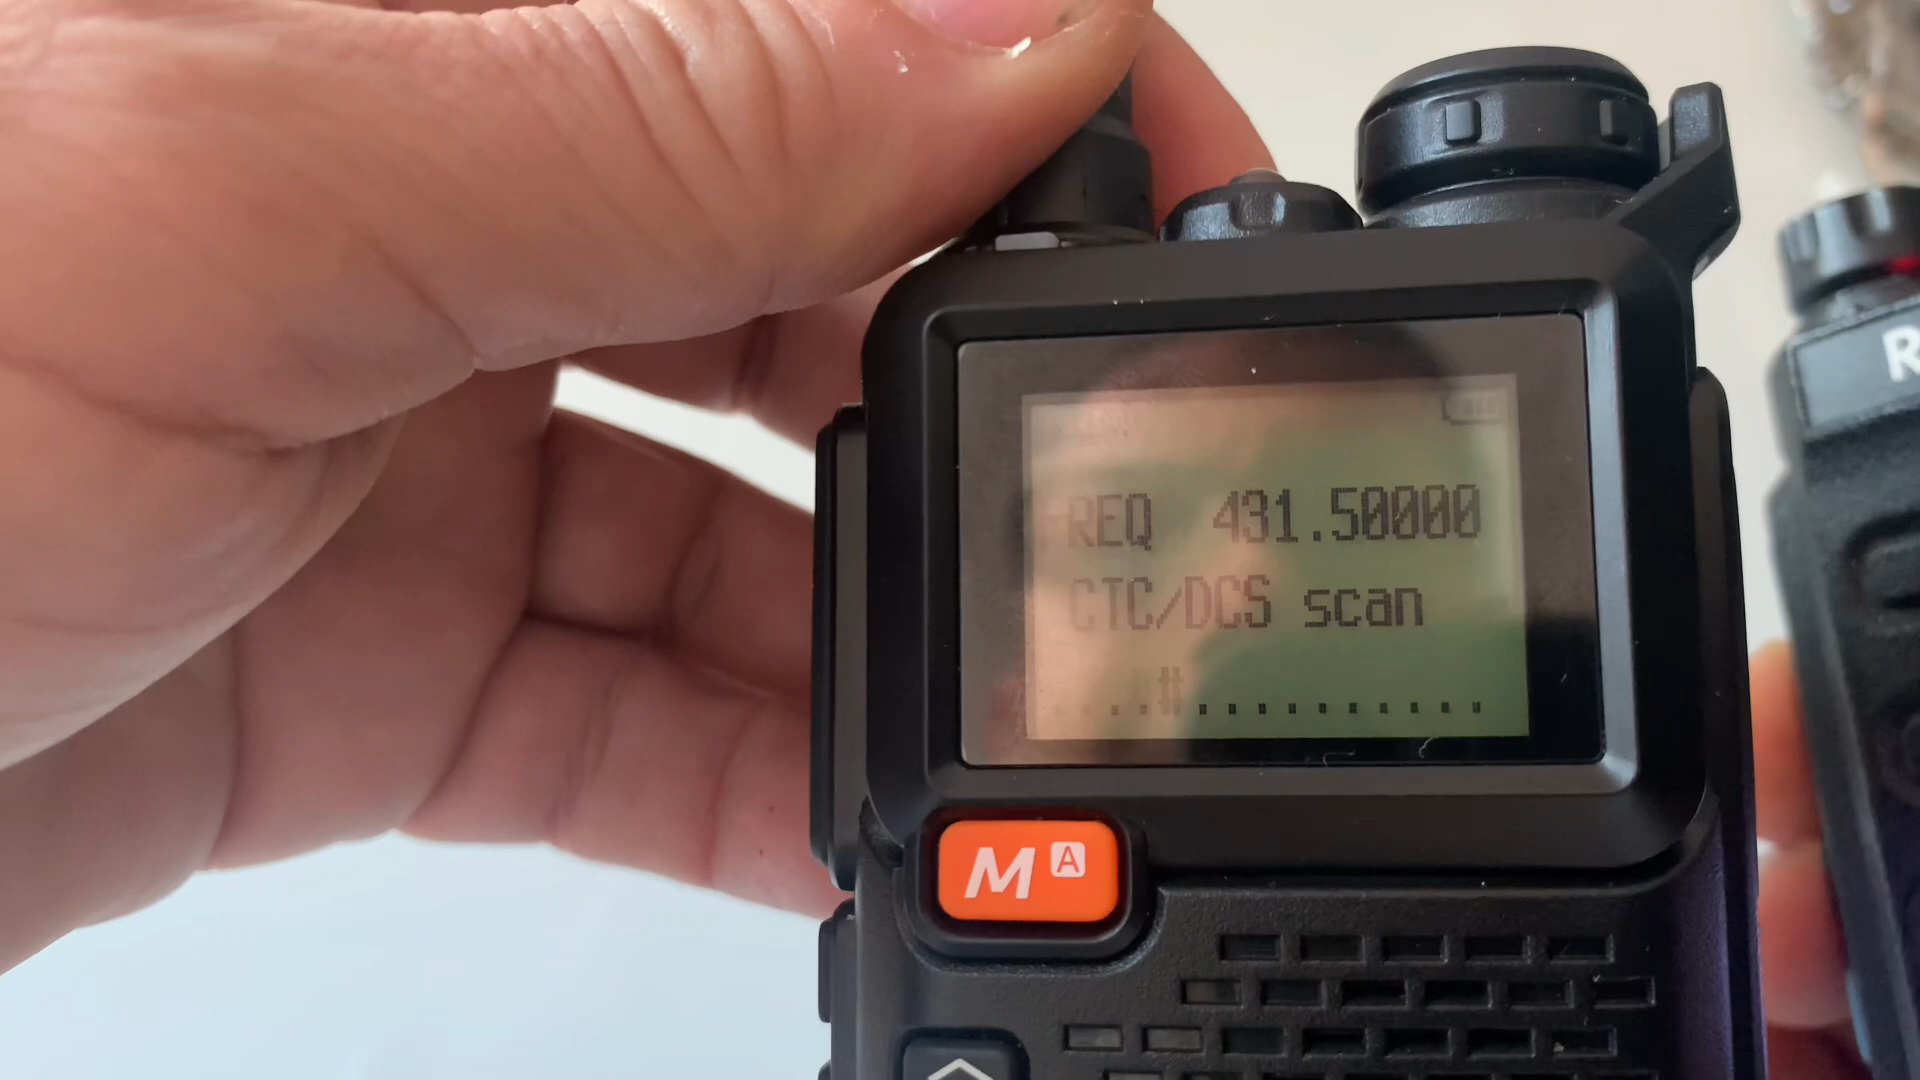 REQ 431.50000
CTC/DCS scan
....#..........
M A
R